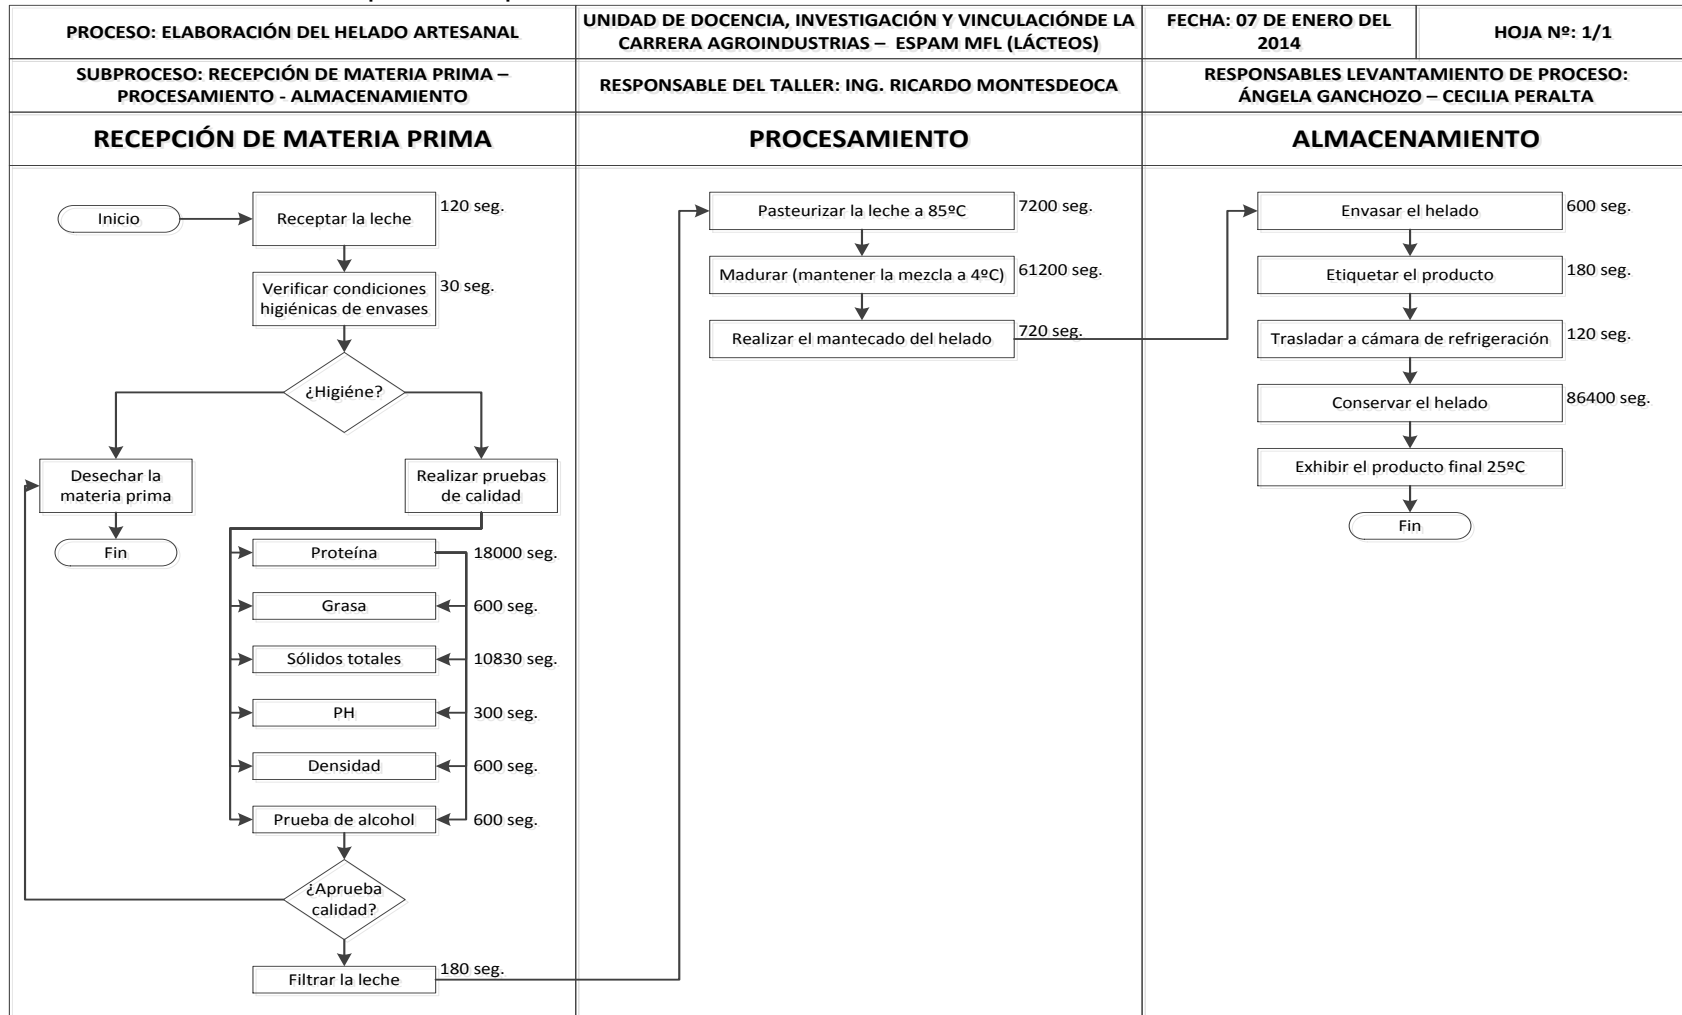 PROCESO: ELABORACIÓN DEL HELADO ARTESANAL
UNIDAD DE DOCENCIA, INVESTIGACIÓN Y VINCULACIÓNDE LA
CARRERA AGROINDUSTRIAS – ESPAM MFL (LÁCTEOS)
FECHA: 07 DE ENERO DEL
2014
HOJA Nº: 1/1
SUBPROCESO: RECEPCIÓN DE MATERIA PRIMA –
PROCESAMIENTO - ALMACENAMIENTO
RESPONSABLE DEL TALLER: ING. RICARDO MONTESDEOCA
RESPONSABLES LEVANTAMIENTO DE PROCESO:
ÁNGELA GANCHOZO – CECILIA PERALTA
RECEPCIÓN DE MATERIA PRIMA
PROCESAMIENTO
ALMACENAMIENTO
Inicio
Receptar la leche
120 seg.
Verificar condiciones
higiénicas de envases
30 seg.
¿Higiéne?
Desechar la
materia prima
Fin
Realizar pruebas
de calidad
Proteína
18000 seg.
Grasa
600 seg.
Sólidos totales
10830 seg.
PH
300 seg.
Densidad
600 seg.
Prueba de alcohol
600 seg.
¿Aprueba
calidad?
Filtrar la leche
180 seg.
Pasteurizar la leche a 85ºC
7200 seg.
Madurar (mantener la mezcla a 4ºC)
61200 seg.
Realizar el mantecado del helado
720 seg.
Envasar el helado
600 seg.
Etiquetar el producto
180 seg.
Trasladar a cámara de refrigeración
120 seg.
Conservar el helado
86400 seg.
Exhibir el producto final 25ºC
Fin